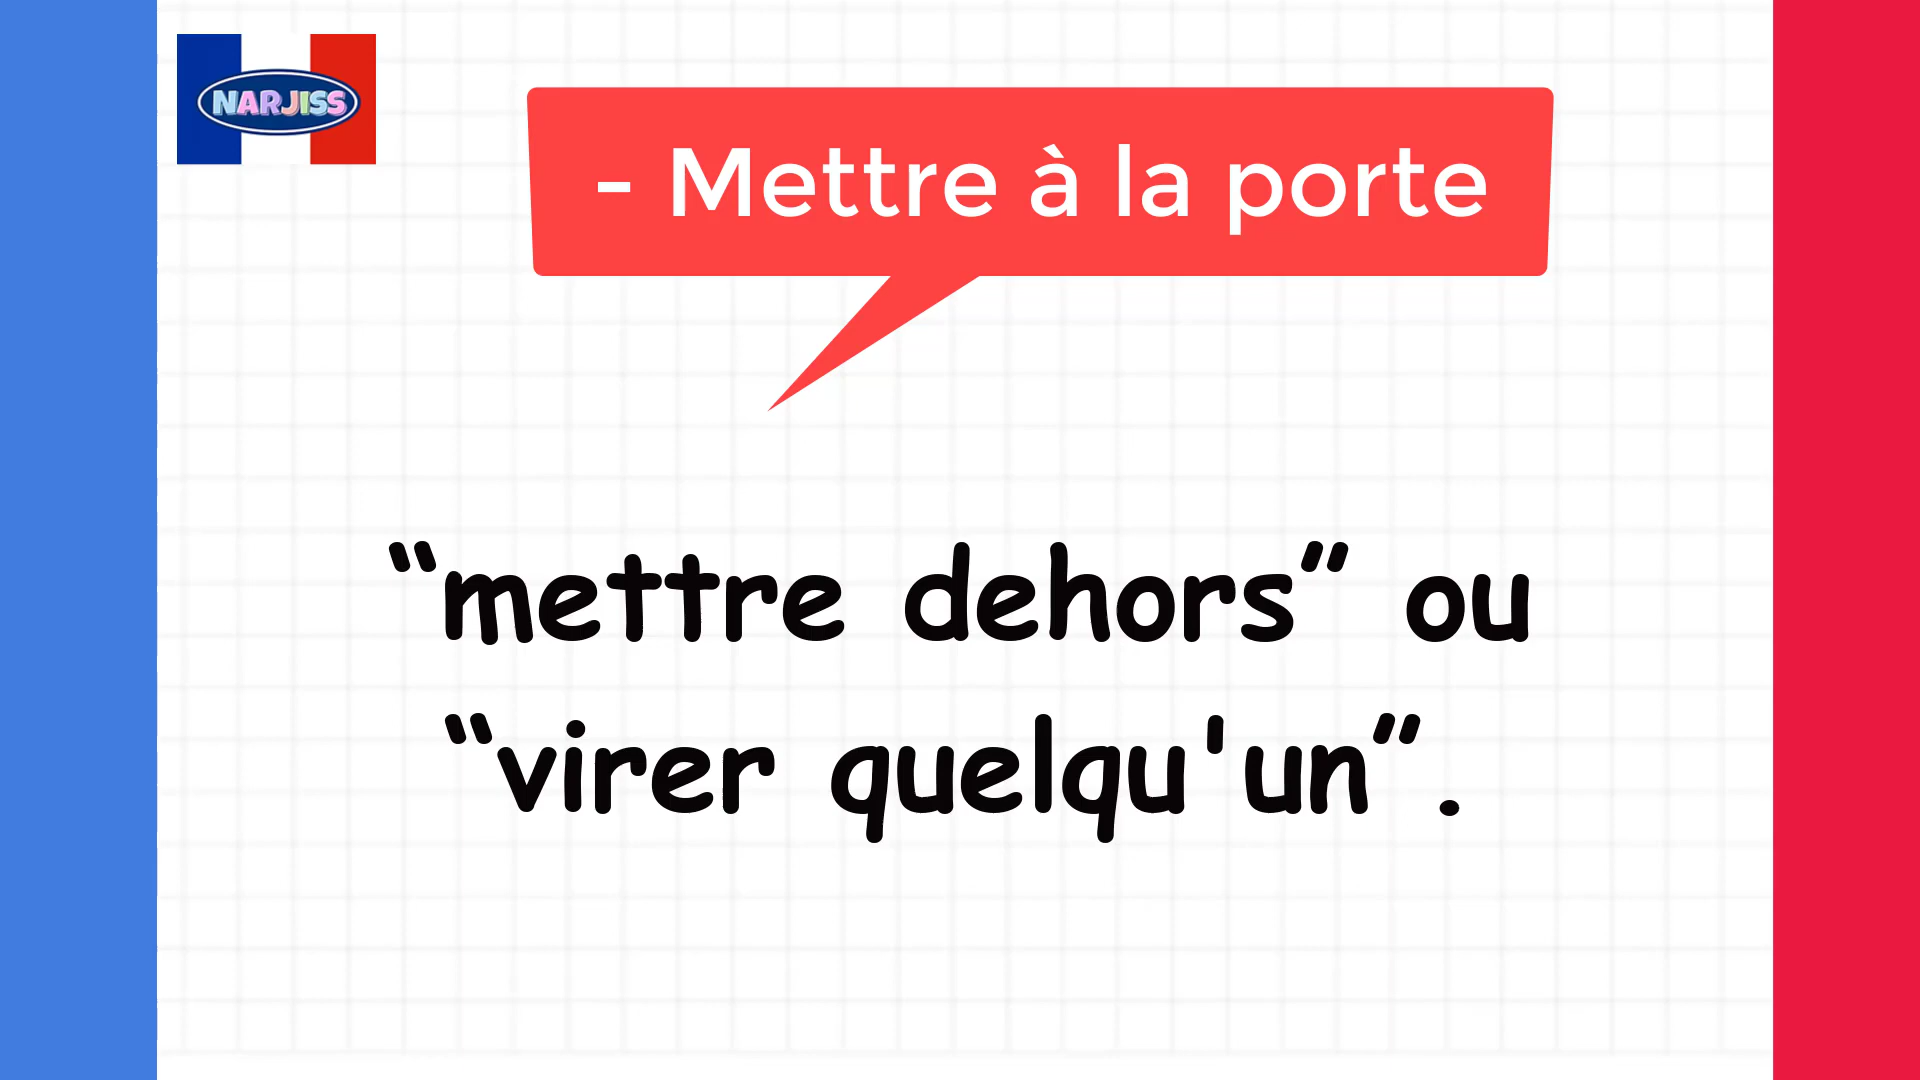 NARJISS
- Mettre à la porte
“mettre dehors” ou
“virer quelqu'un”.